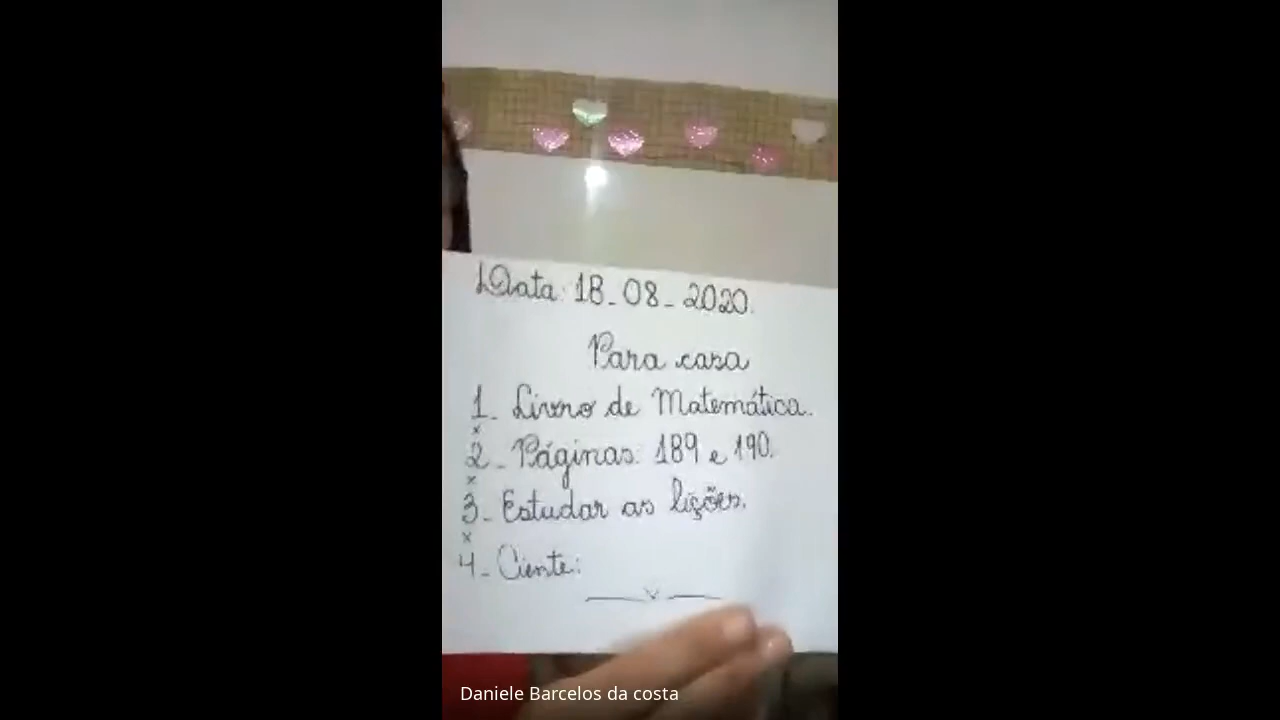 Data: 18-08-2020.
Para casa
1- Livro de Matemática.
x
2- Páginas: 189 e 190.
x
3- Estudar as lições.
x
4- Ciente:
Daniele Barcelos da costa